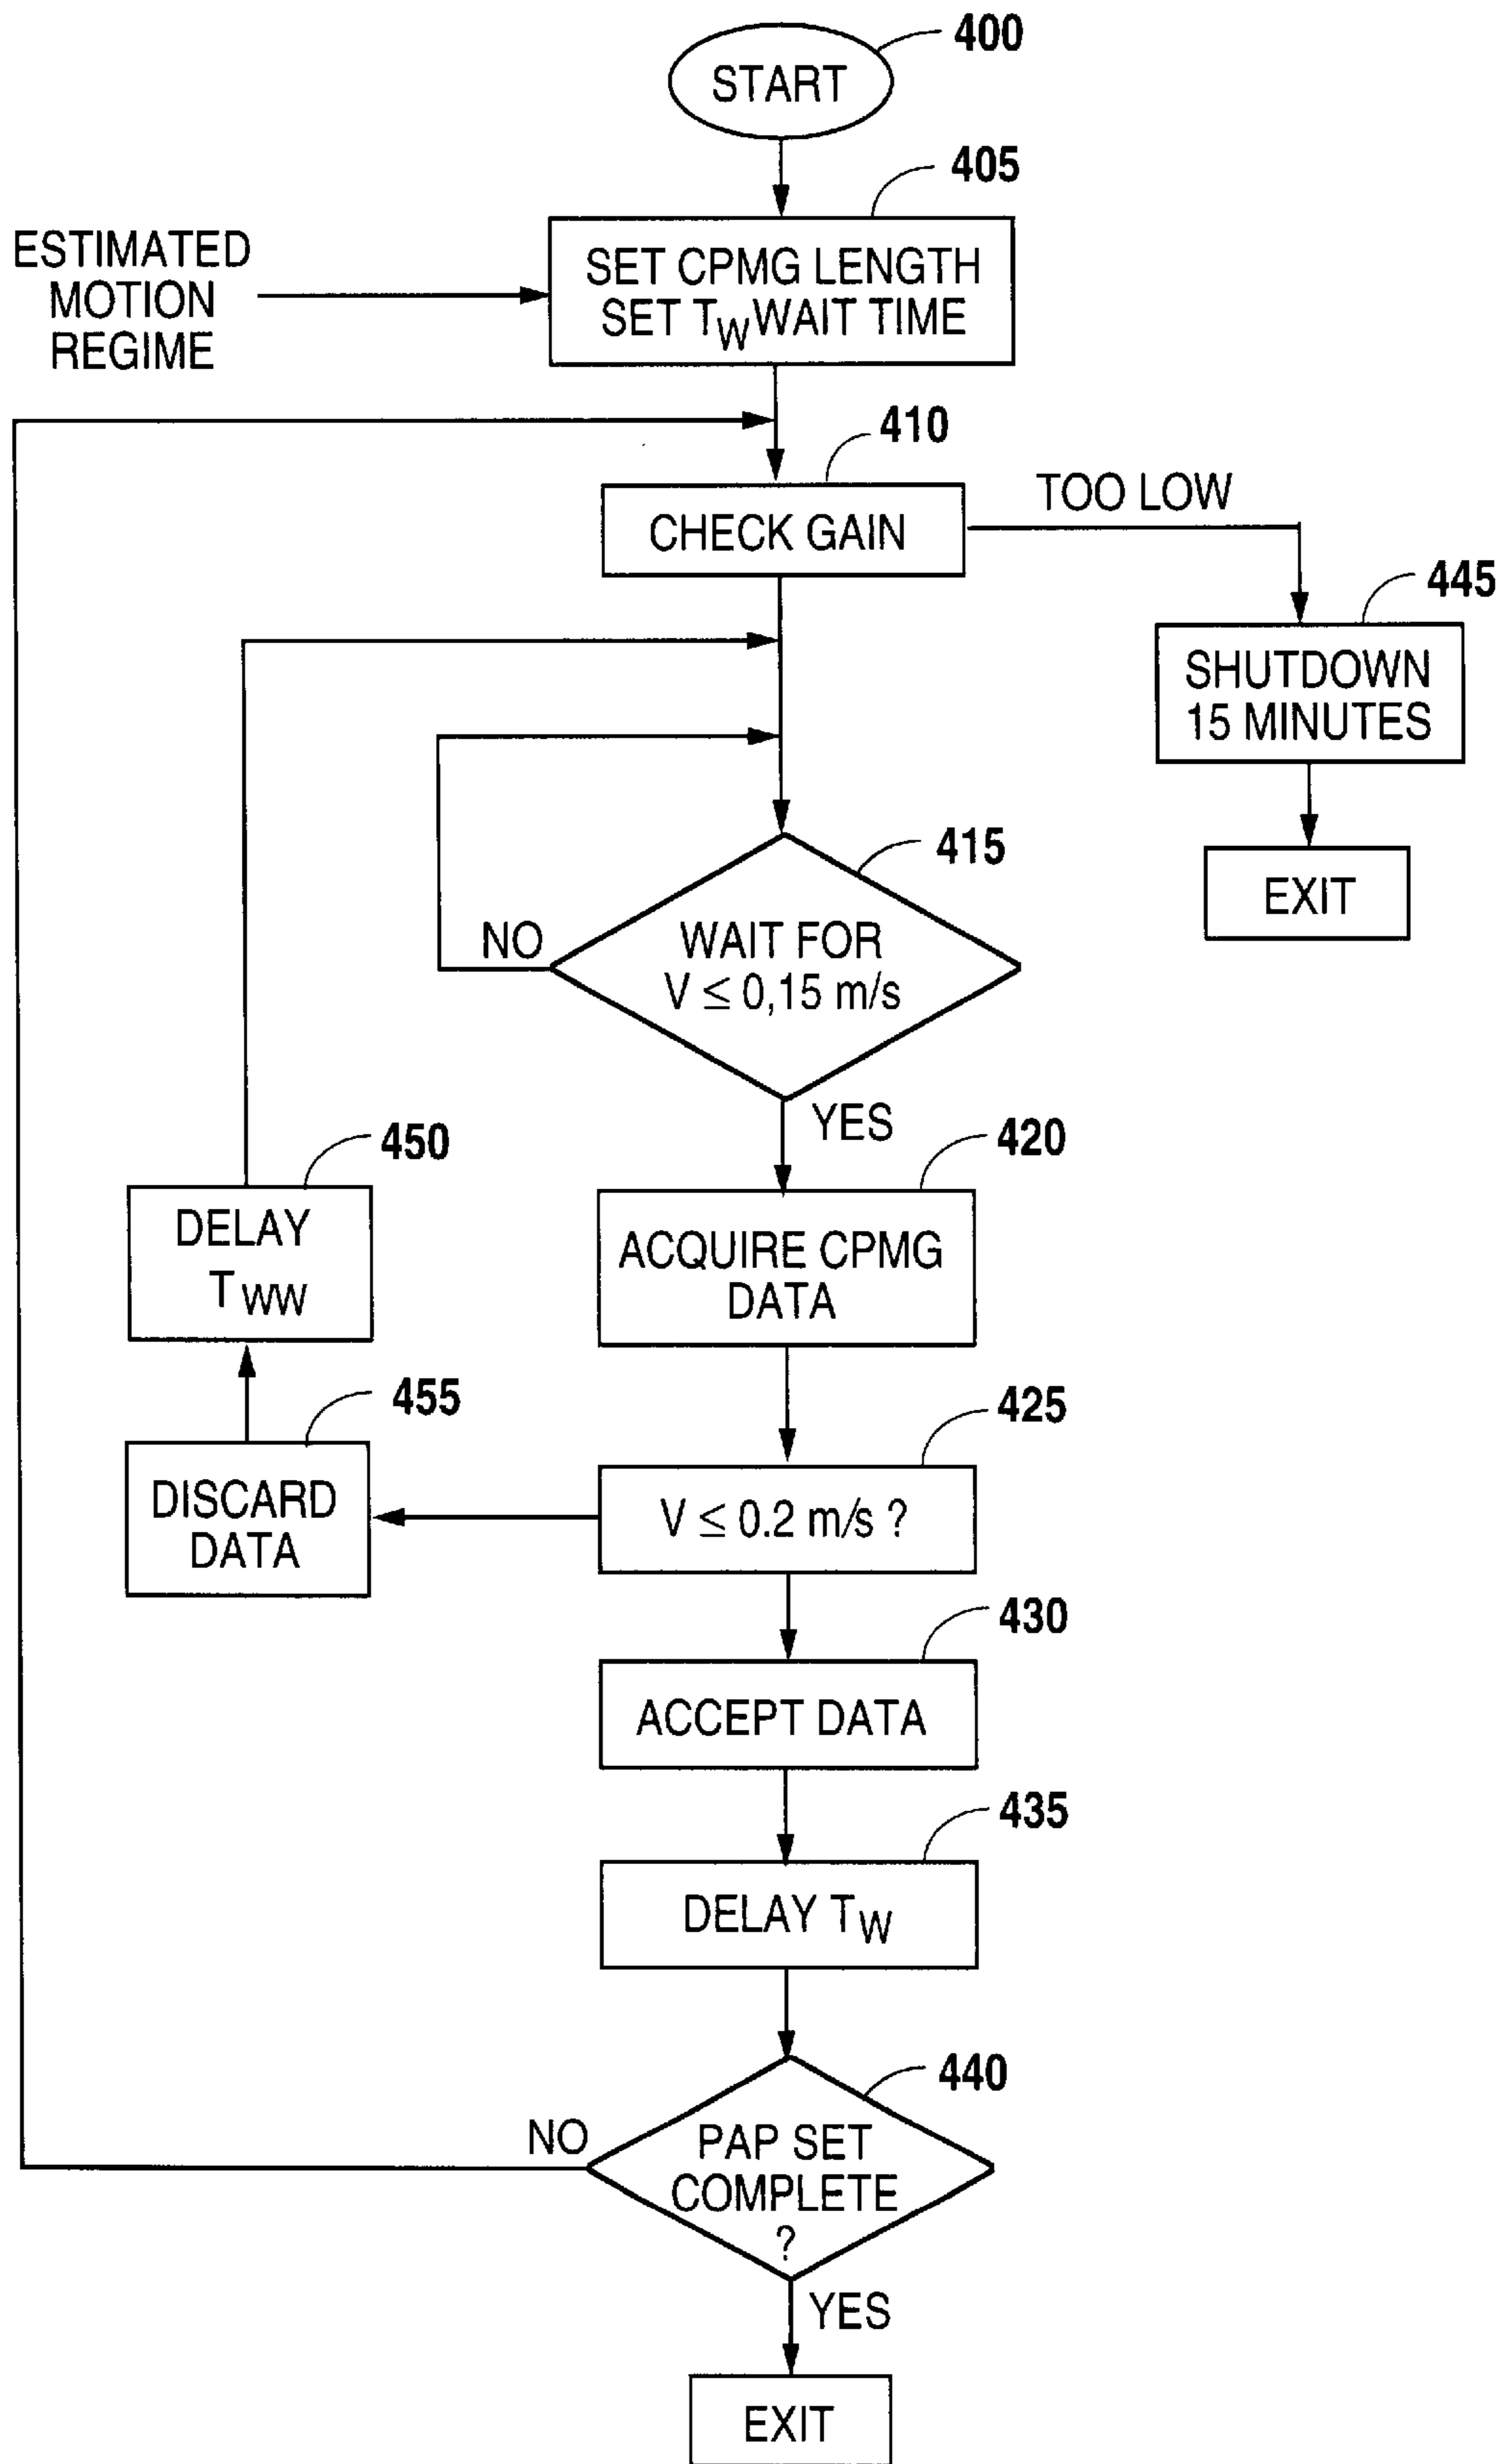 400
START
405
ESTIMATED
MOTION
REGIME
SET CPMG LENGTH
SET TW WAIT TIME
410
CHECK GAIN
TOO LOW
445
SHUTDOWN
15 MINUTES
EXIT
415
NO
WAIT FOR
V ≤ 0,15 m/s
YES
420
ACQUIRE CPMG
DATA
450
DELAY
TWW
425
V ≤ 0.2 m/s ?
455
DISCARD
DATA
430
ACCEPT DATA
435
DELAY TW
440
NO
PAP SET
COMPLETE
?
YES
EXIT